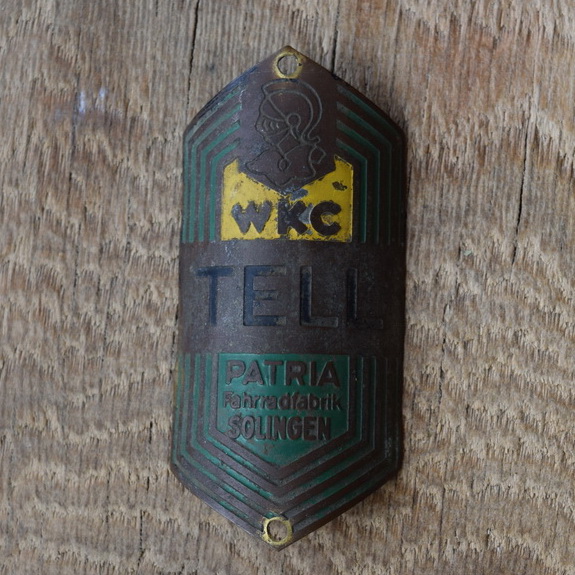 WKC
TELL
PATRIA
Fahrradfabrik
SOLINGEN